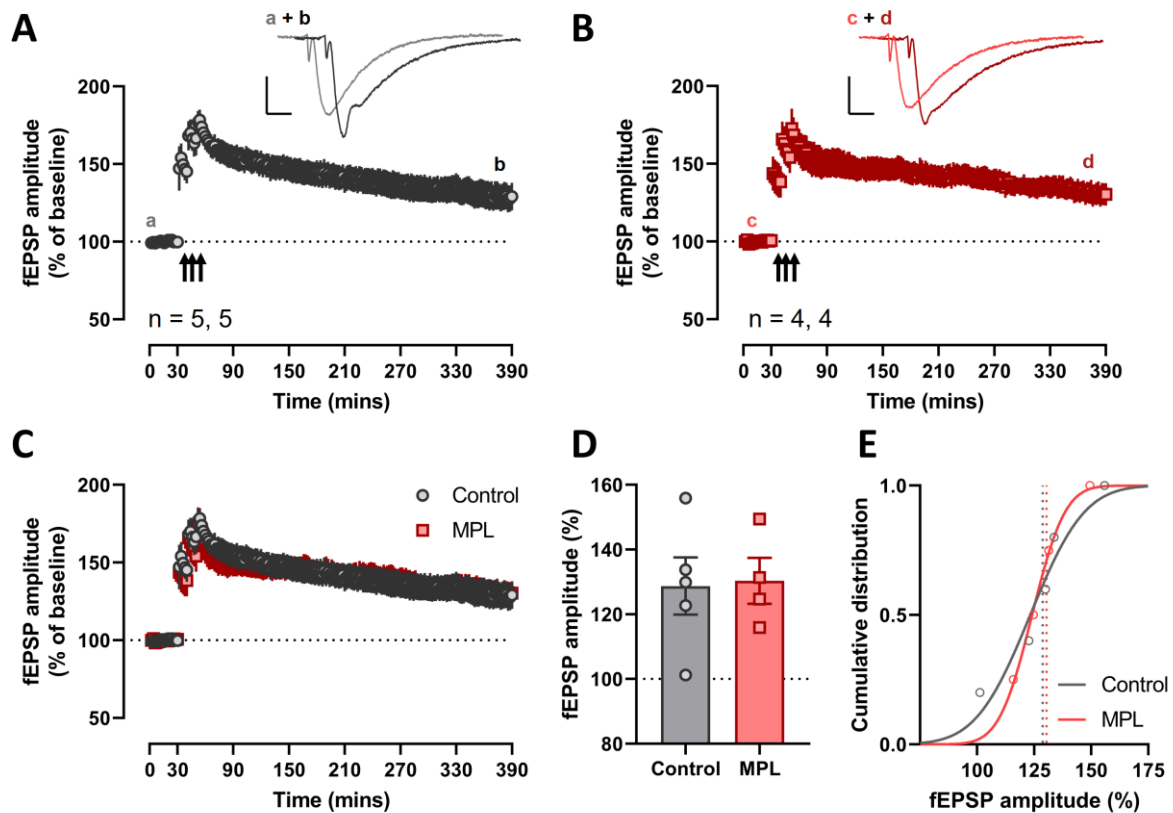 A
a + b
200
150
100
50
fEPSP amplitude
(% of baseline)
a
b
n = 5, 5
0 30 90 150 210 270 330 390
Time (mins)
B
c + d
200
150
100
50
fEPSP amplitude
(% of baseline)
c
d
n = 4, 4
0 30 90 150 210 270 330 390
Time (mins)
C
200
150
100
50
fEPSP amplitude
(% of baseline)
Control
MPL
0 30 90 150 210 270 330 390
Time (mins)
D
160
140
120
100
80
fEPSP amplitude (%)
Control MPL
E
1.0
0.5
0.0
Cumulative distribution
Control
MPL
100 125 150 175
fEPSP amplitude (%)